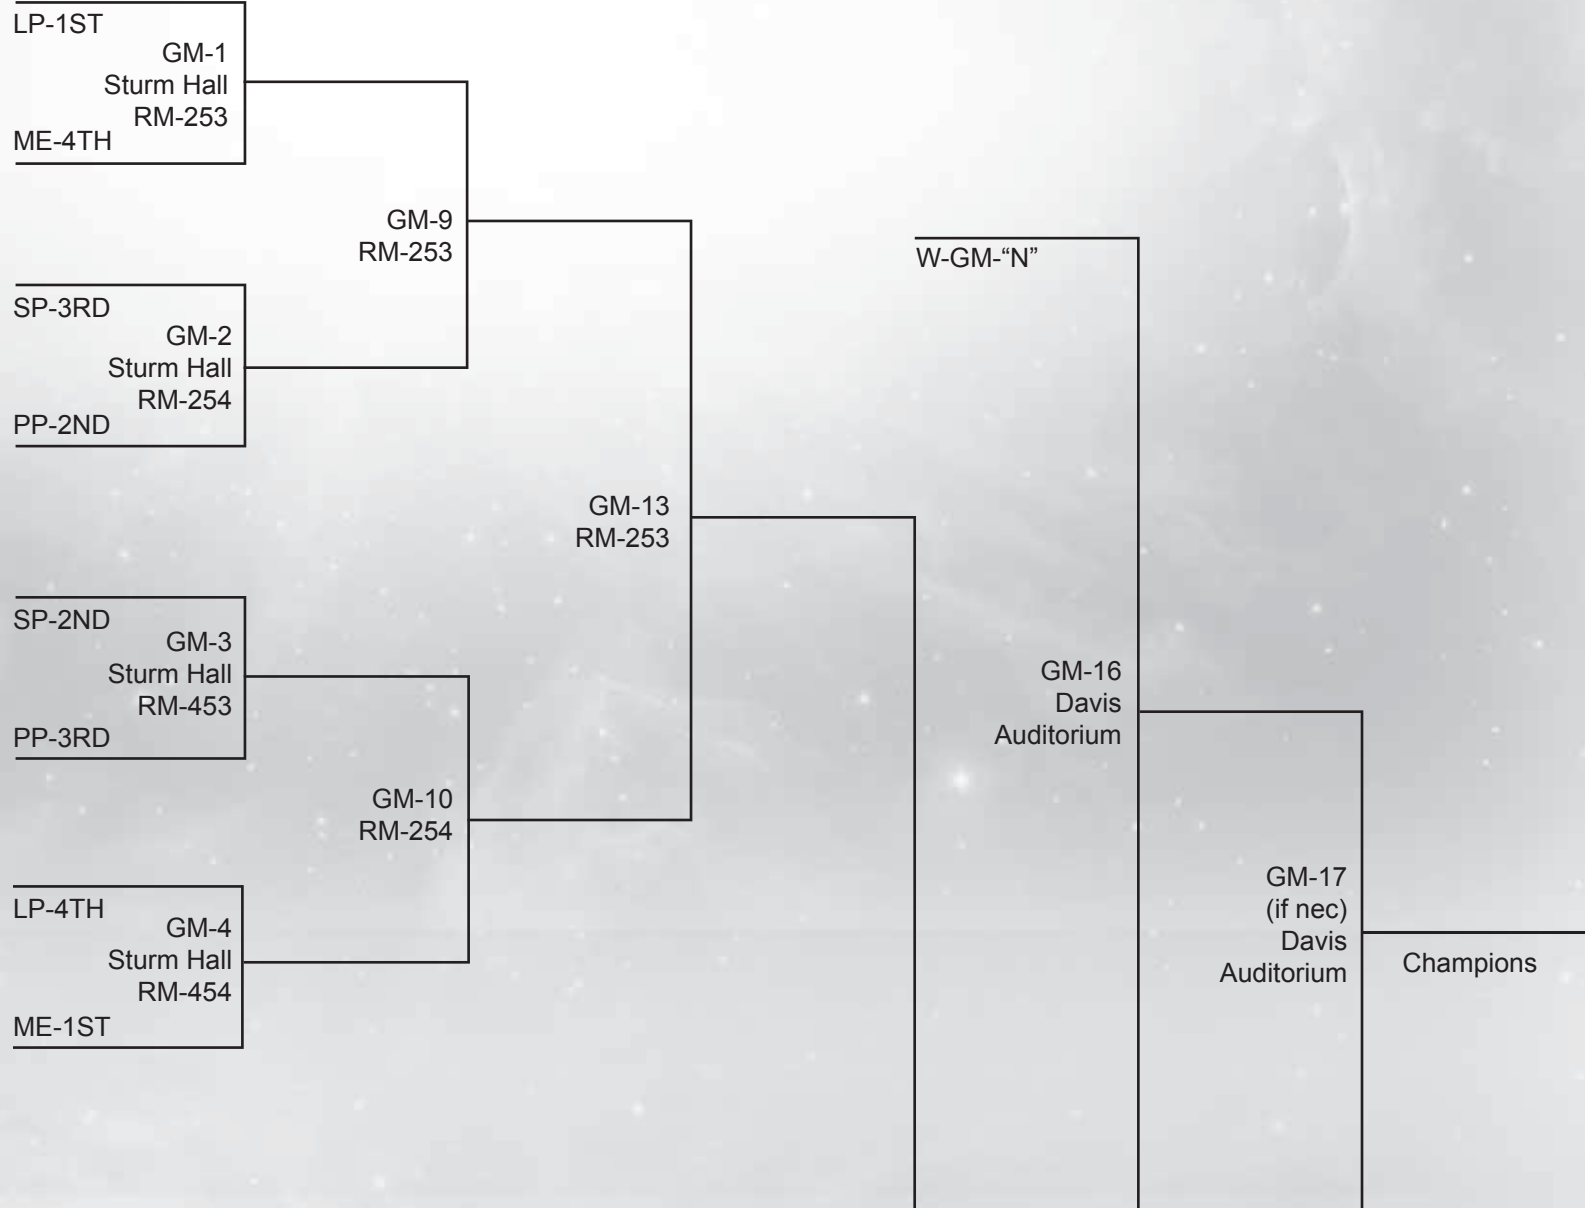 LP-1ST
GM-1
Sturm Hall
RM-253
ME-4TH
GM-9
RM-253
SP-3RD
GM-2
Sturm Hall
RM-254
PP-2ND
GM-13
RM-253
SP-2ND
GM-3
Sturm Hall
RM-453
PP-3RD
GM-10
RM-254
LP-4TH
GM-4
Sturm Hall
RM-454
ME-1ST
W-GM-“N”
GM-16
Davis
Auditorium
GM-17
(if nec)
Davis
Auditorium
Champions